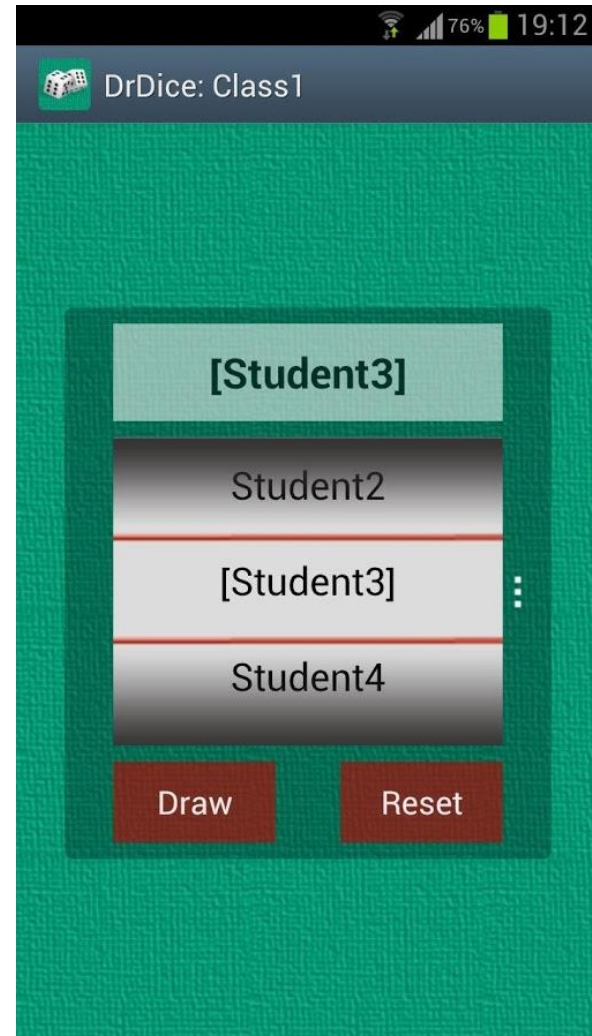 76% 19:12
DrDice: Class1
[Student3]
Student2
[Student3]
Student4
Draw Reset